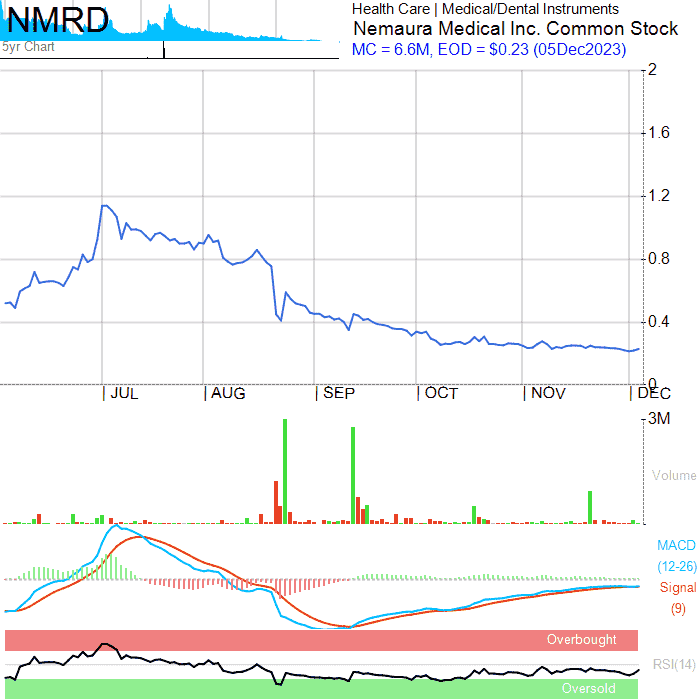 NMRD
5yr Chart
Health Care | Medical/Dental Instruments
Nemaura Medical Inc. Common Stock
MC = 6.6M, EOD = $0.23 (05Dec2023)
2
1.6
1.2
0.8
0.4
0
| JUL | AUG | SEP | OCT | NOV | DEC
3M
Volume
MACD
(12-26)
Signal
(9)
Overbought
RSI(14)
Oversold